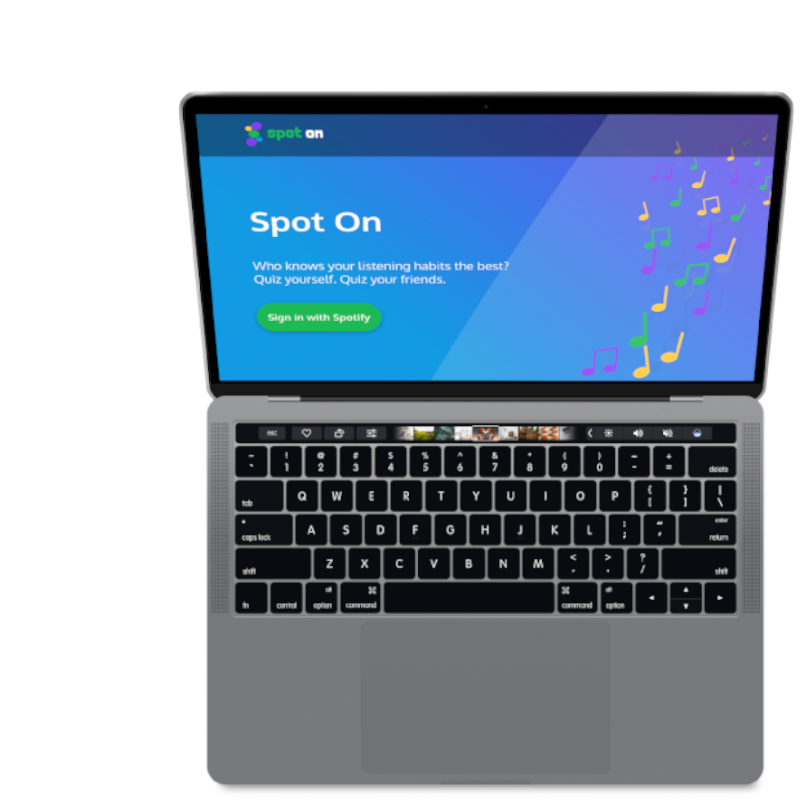 spot on
Spot On
Who knows your listening habits the best?
Quiz yourself. Quiz your friends.
Sign in with Spotify
esc
~ ! @ # $ % ^ & * ( ) - +
` 1 2 3 4 5 6 7 8 9 0 - = delete
tab Q W E R T Y U I O P { } |
[ ] \
caps lock A S D F G H J K L : " enter
; ' return
shift Z X C V B N M < > ? shift
, . /
fn control alt option ⌘ command ⌘ command alt option